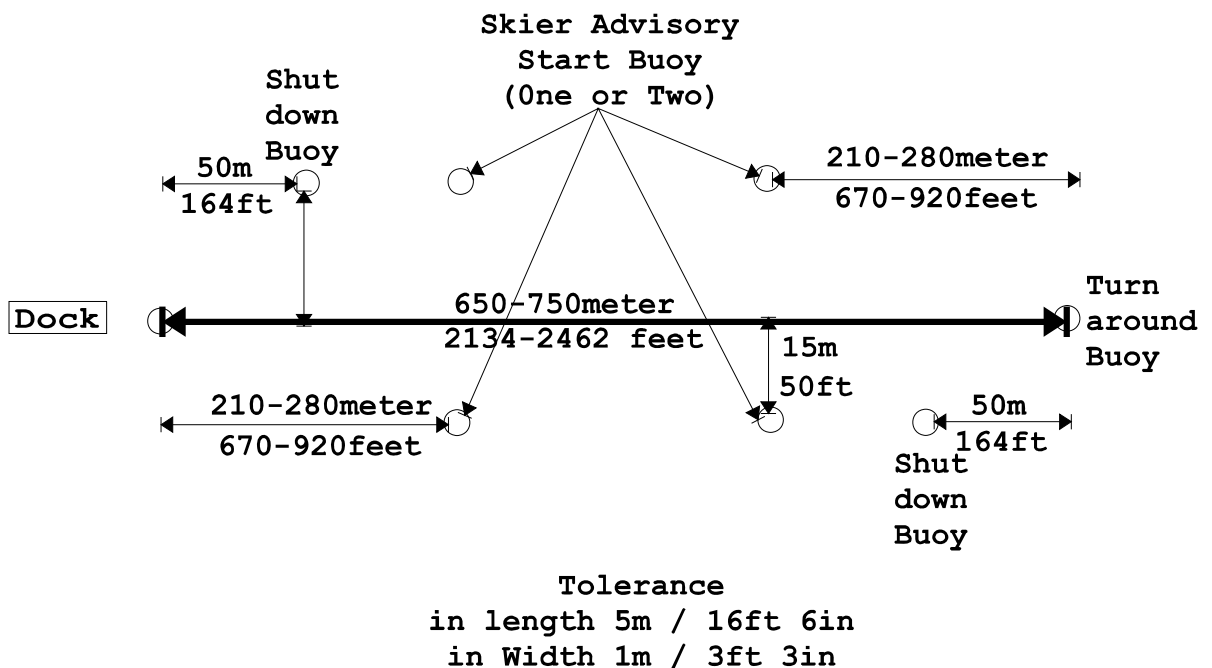 Skier Advisory
Start Buoy
(One or Two)
Shut
down
Buoy
50m
164ft
210-280meter
670-920feet
Dock
650-750meter
2134-2462 feet
Turn
around
Buoy
15m
50ft
210-280meter
670-920feet
50m
164ft
Shut
down
Buoy
Tolerance
in length 5m / 16ft 6in
in Width 1m / 3ft 3in